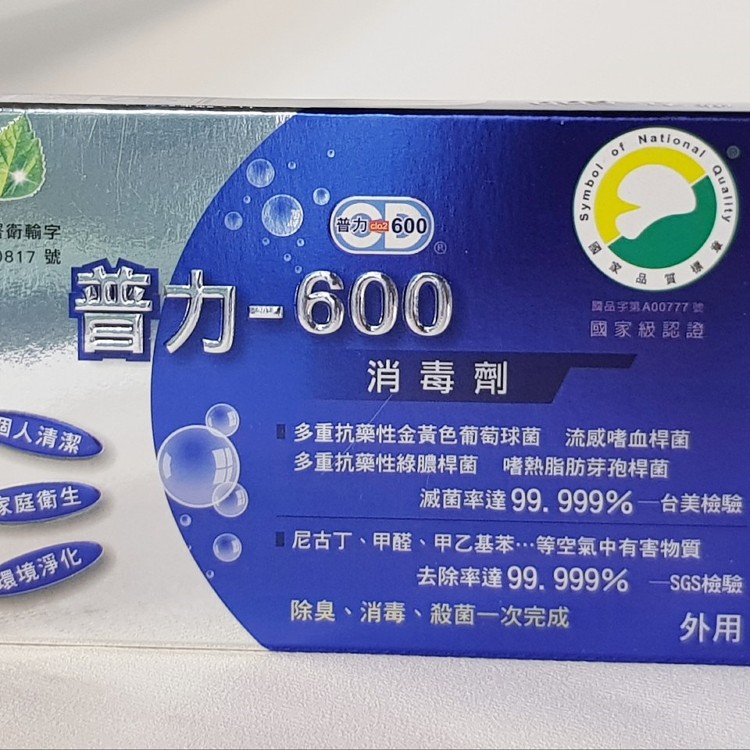 衛輸字
0817 號
普力 clo2 600
®
Symbol of National Quality
國家品質標章
®
國品字第A00777號
國家級認證
普力-600
消毒劑
個人清潔
家庭衛生
環境淨化
多重抗藥性金黃色葡萄球菌 流感嗜血桿菌
多重抗藥性綠膿桿菌 嗜熱脂肪芽孢桿菌
滅菌率達99.999%—台美檢驗
尼古丁、甲醛、甲乙基苯…等空氣中有害物質
去除率達99.999% —SGS檢驗
除臭、消毒、殺菌一次完成
外用